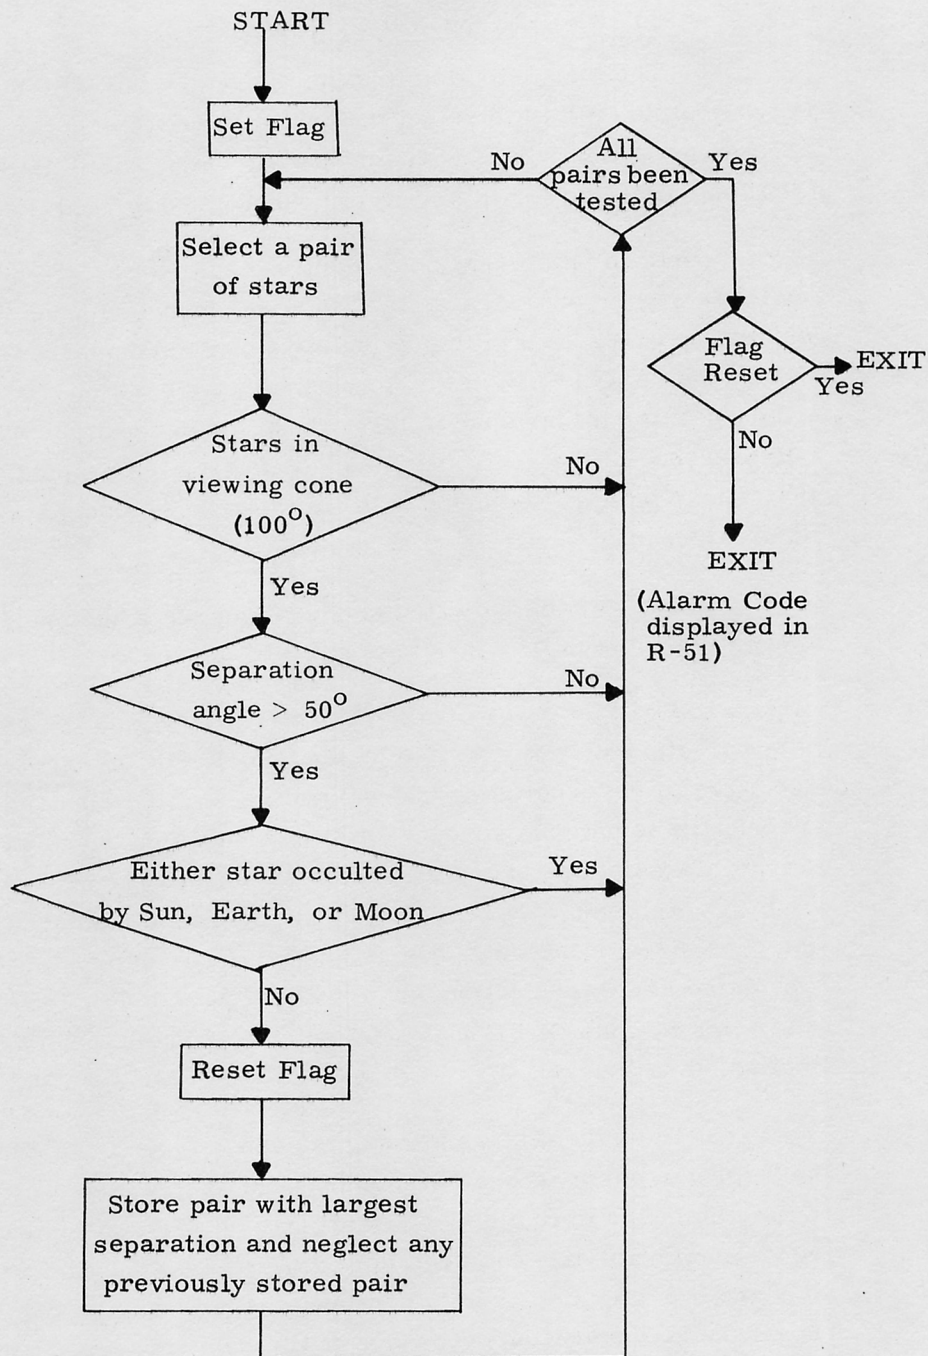 START
Set Flag
No
All
pairs been
tested
Yes
Select a pair
of stars
Flag
Reset
EXIT
Yes
No
EXIT
(Alarm Code
displayed in
R-51)
Stars in
viewing cone
(100°)
No
Yes
Separation
angle > 50°
No
Yes
Either star occulted
by Sun, Earth, or Moon
Yes
No
Reset Flag
Store pair with largest
separation and neglect any
previously stored pair